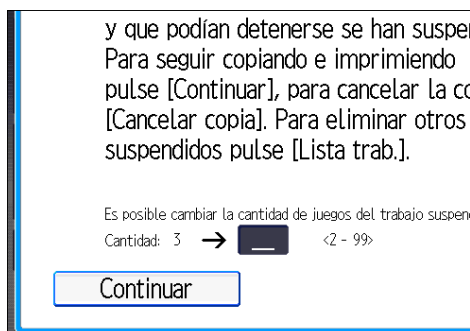 y que podían detenerse se han suspen
Para seguir copiando e imprimiendo
pulse [Continuar], para cancelar la co
[Cancelar copia]. Para eliminar otros
suspendidos pulse [Lista trab.].
Es posible cambiar la cantidad de juegos del trabajo suspen
Cantidad: 3 → __ <2 - 99>
Continuar